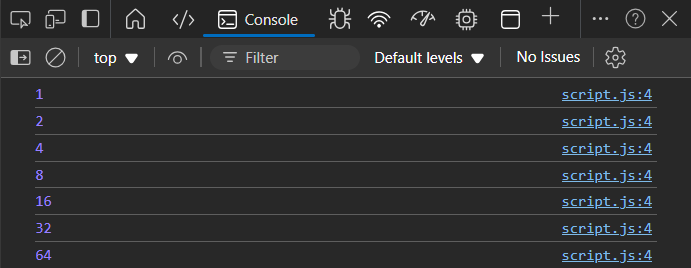 Console
top Filter Default levels No Issues
1 script.js:4
2 script.js:4
4 script.js:4
8 script.js:4
16 script.js:4
32 script.js:4
64 script.js:4